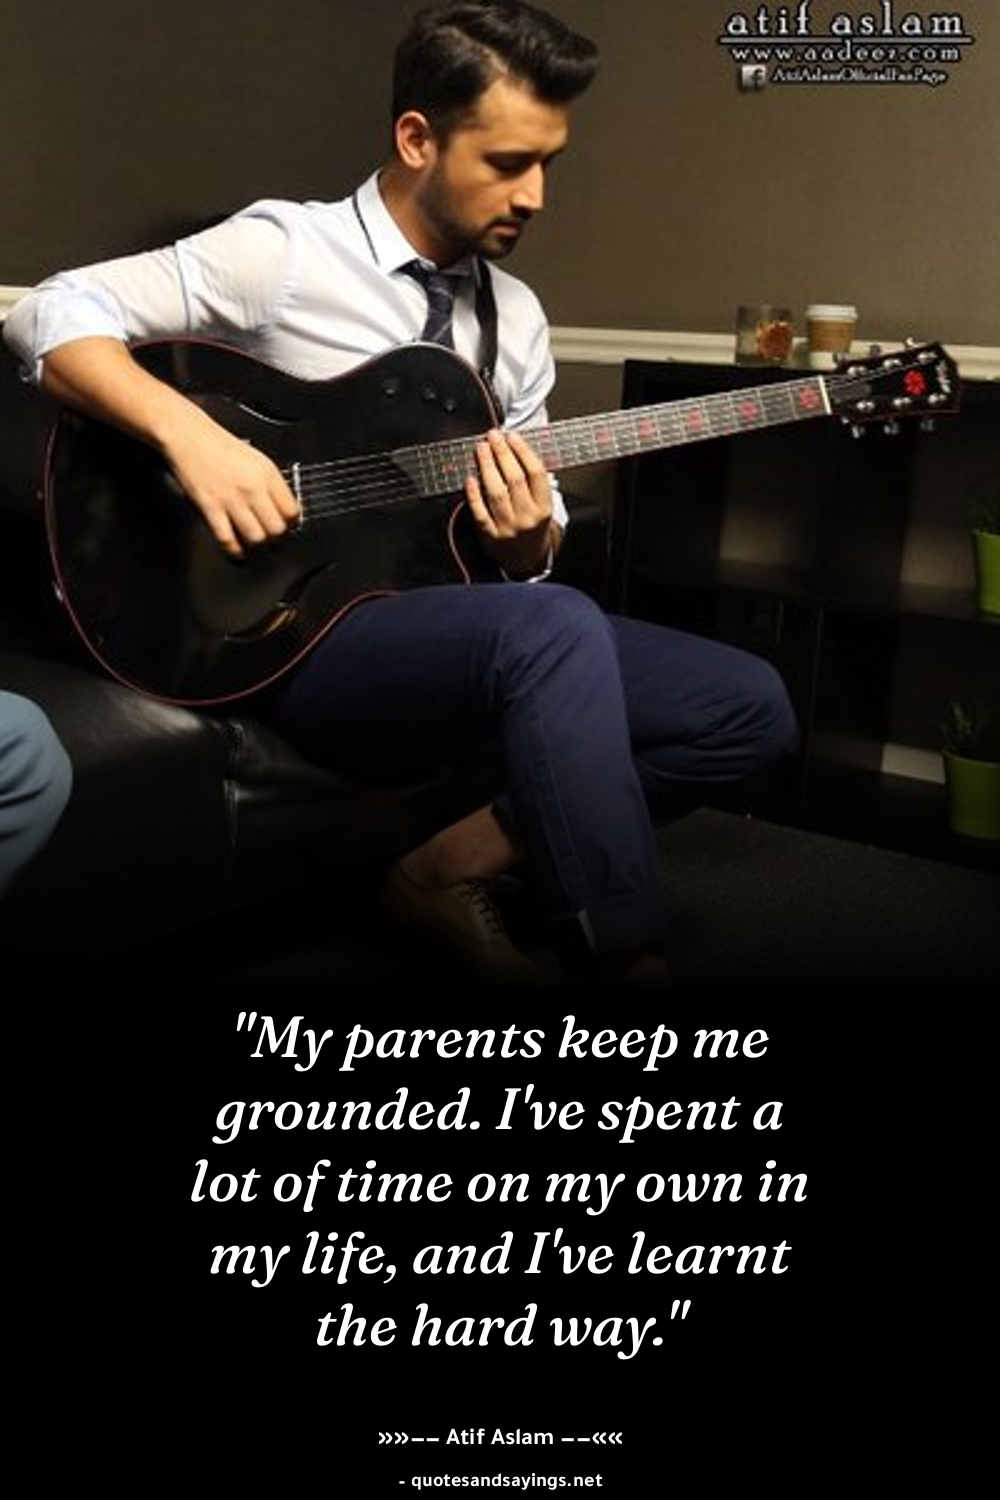 atif aslam
www.aadeez.com
AtifAslamOfficialFanPage
"My parents keep me
grounded. I've spent a
lot of time on my own in
my life, and I've learnt
the hard way."
»»−− Atif Aslam −−««
- quotesandsayings.net